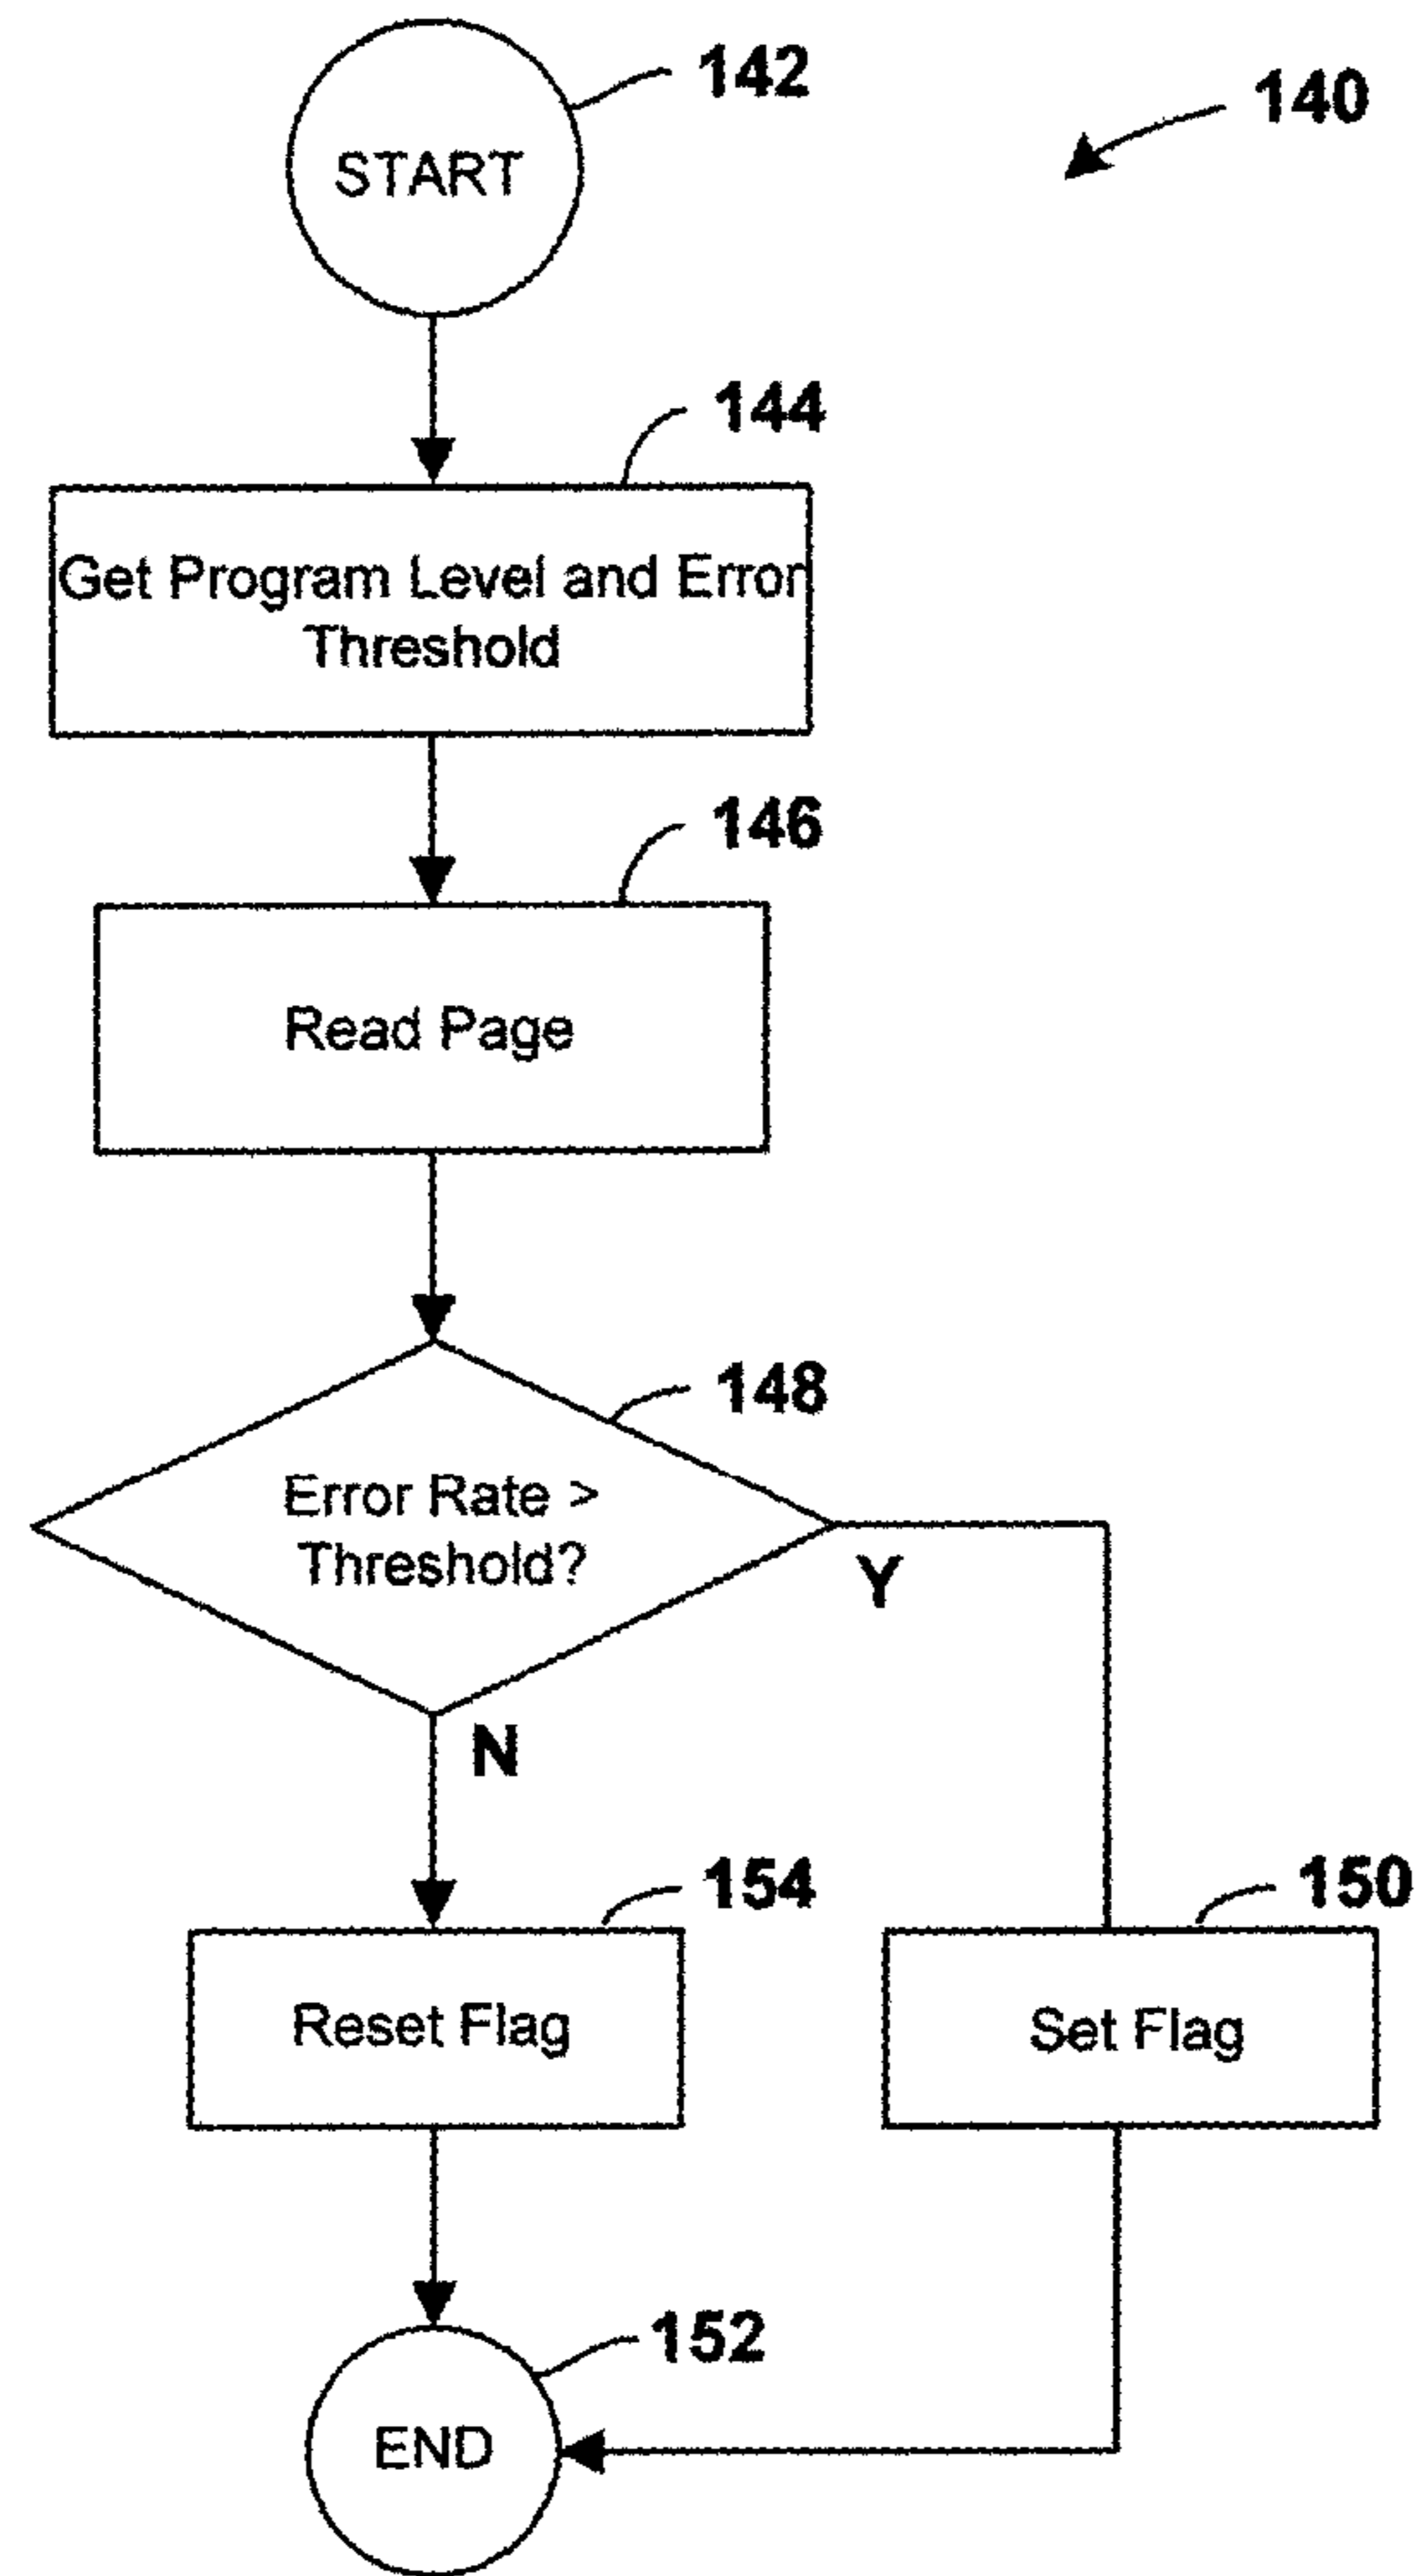 142
140
START
144
Get Program Level and Error
Threshold
146
Read Page
148
Error Rate >
Threshold?
Y
N
154
150
Reset Flag
Set Flag
152
END